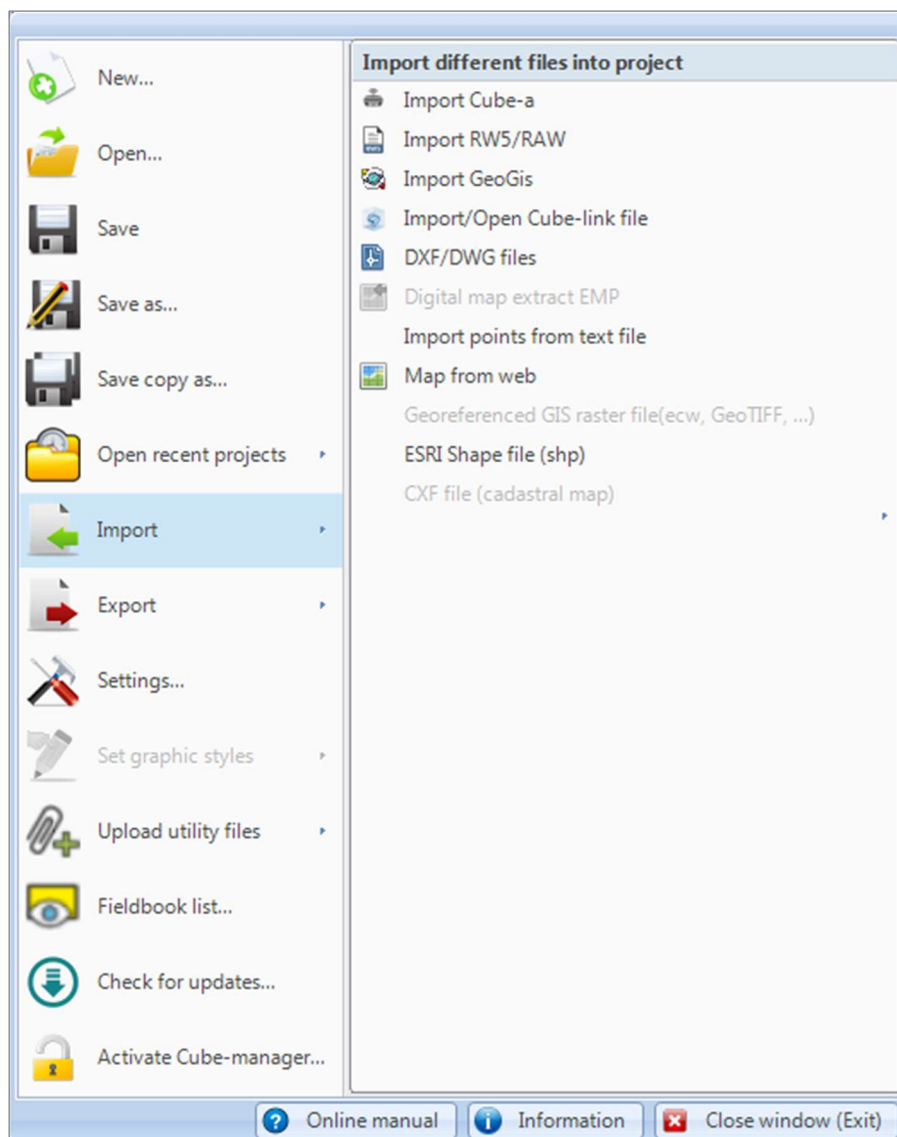 New...
Open...
Save
Save as...
Save copy as...
Open recent projects
Import
Export
Settings...
Set graphic styles
Upload utility files
Fieldbook list...
Check for updates...
Activate Cube-manager...
Import different files into project
Import Cube-a
Import RW5/RAW
Import GeoGis
Import/Open Cube-link file
DXF/DWG files
Digital map extract EMP
Import points from text file
Map from web
Georeferenced GIS raster file(ecw, GeoTIFF, ...)
ESRI Shape file (shp)
CXF file (cadastral map)
Online manual
Information
Close window (Exit)